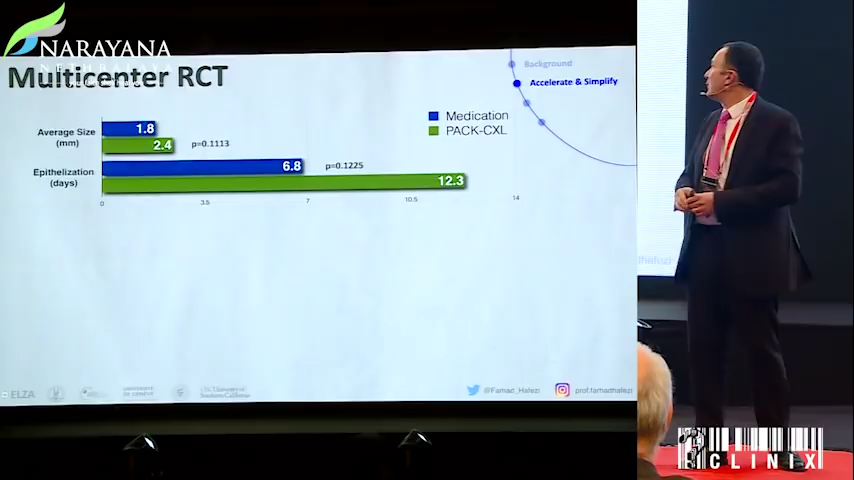 NARAYANA
NETHRALAYA
Multicenter RCT
Background
Accelerate & Simplify
Medication
PACK-CXL
Average Size
(mm)
1.8
2.4
p=0.1113
Epithelization
(days)
6.8
p=0.1225
12.3
0
3.5
7
10.5
14
ELZA
@Farhad_Hafezi
prof.farhadhafezi
CLINIX